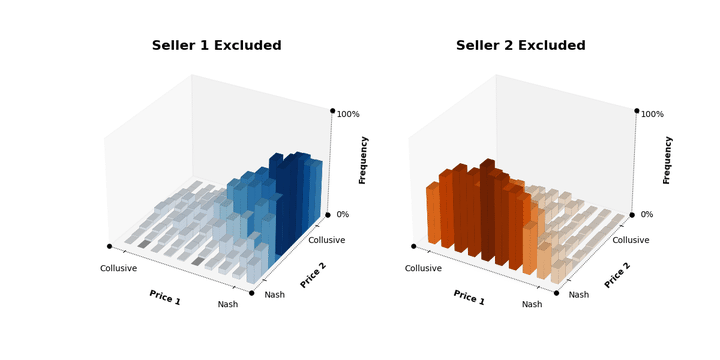 Seller 1 Excluded
Seller 2 Excluded
100%
Frequency
0%
Collusive
Price 2
Nash
Collusive
Price 1
Nash
100%
Frequency
0%
Collusive
Price 2
Nash
Collusive
Price 1
Nash